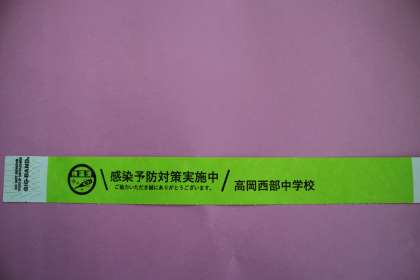 感染予防対策実施中
ご協力いただき誠にありがとうございます。
高岡西部中学校